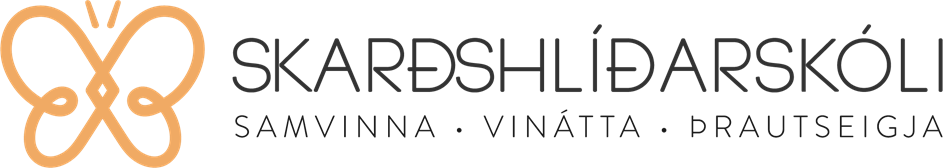 SKARÐSHLÍÐARSKÓLI
SAMVINNA • VINÁTTA • ÞRAUTSEIGJA